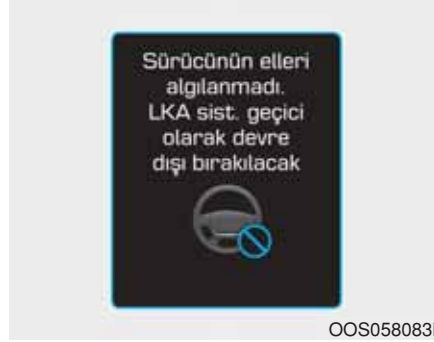 Sürücünün elleri
algılanmadı.
LKA sist. geçici
olarak devre
dışı bırakılacak
OOS058083